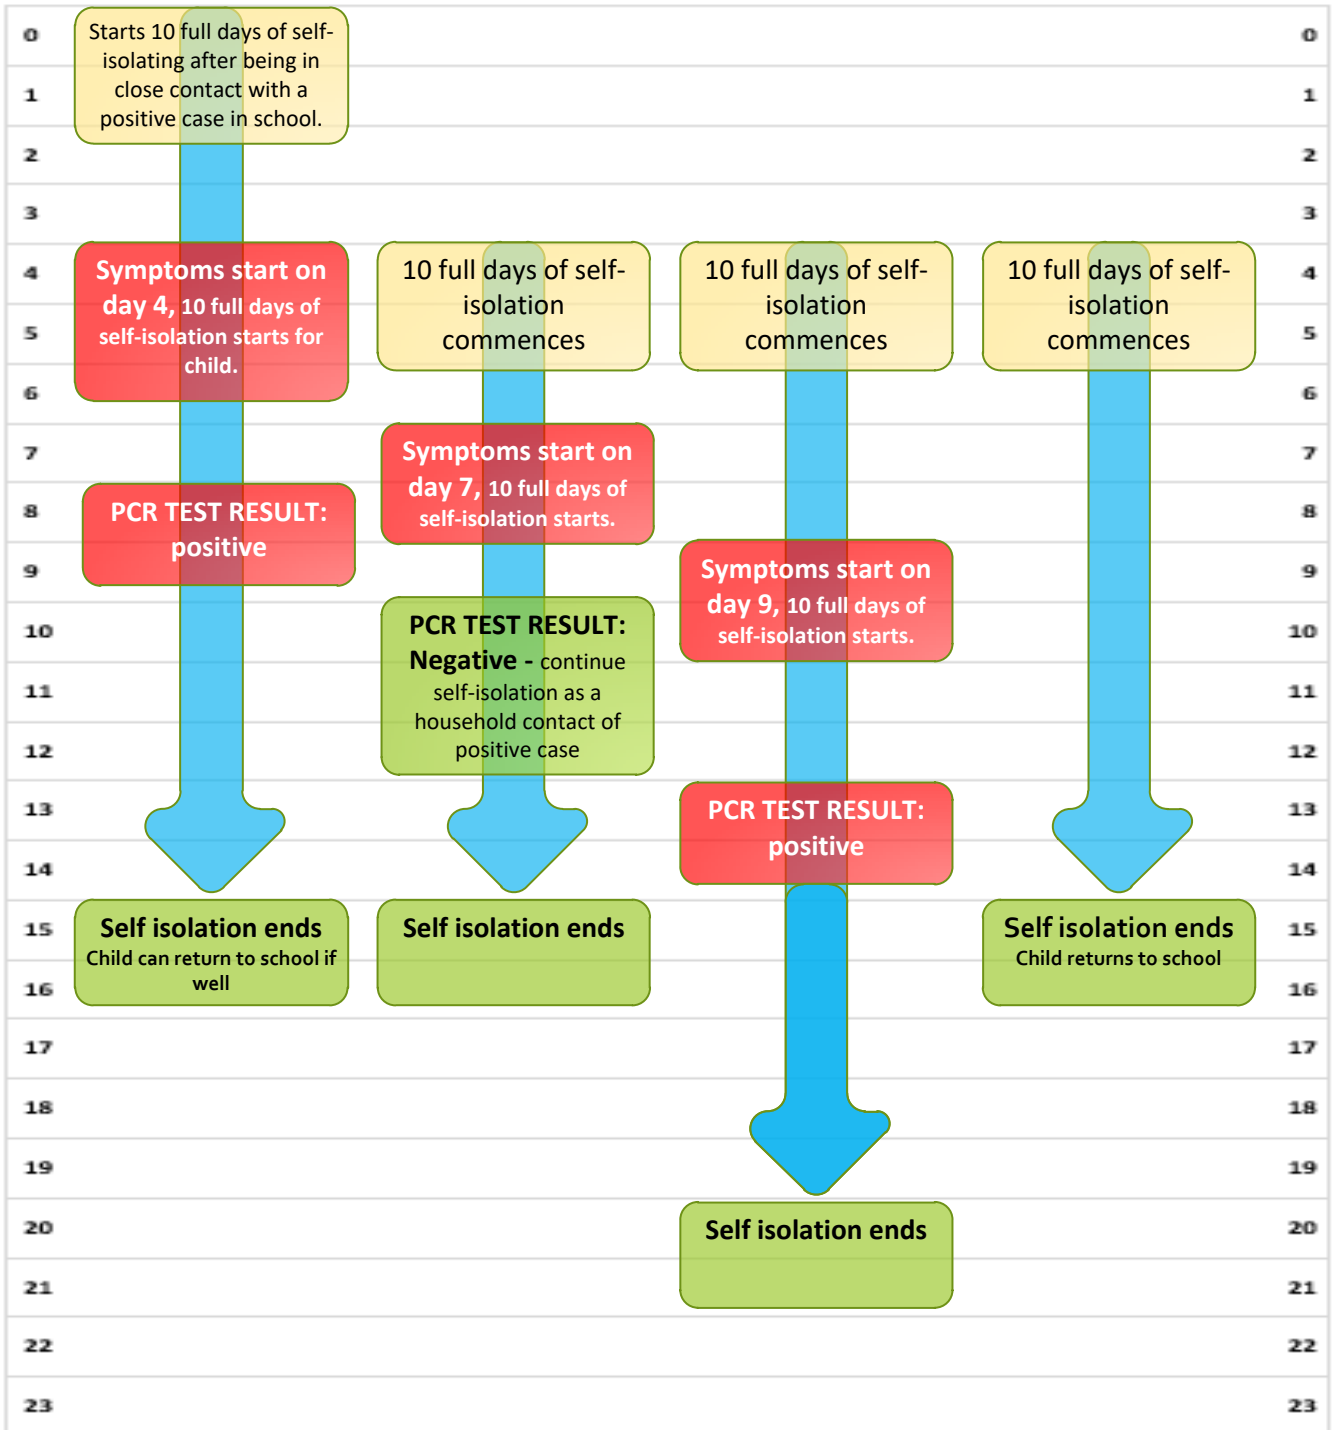 0
Starts 10 full days of self-
isolating after being in
close contact with a
positive case in school.
0
1
1
2
2
3
3
4
Symptoms start on
day 4, 10 full days of
self-isolation starts for
child.
10 full days of self-
isolation
commences
10 full days of self-
isolation
commences
10 full days of self-
isolation
commences
4
5
5
6
6
7
Symptoms start on
day 7, 10 full days of
self-isolation starts.
7
8
PCR TEST RESULT:
positive
8
9
Symptoms start on
day 9, 10 full days of
self-isolation starts.
9
10
PCR TEST RESULT:
Negative - continue
self-isolation as a
household contact of
positive case
10
11
11
12
12
13
PCR TEST RESULT:
positive
13
14
14
15
Self isolation ends
Child can return to school if
well
Self isolation ends
Self isolation ends
Child returns to school
15
16
16
17
17
18
18
19
19
20
Self isolation ends
20
21
21
22
22
23
23